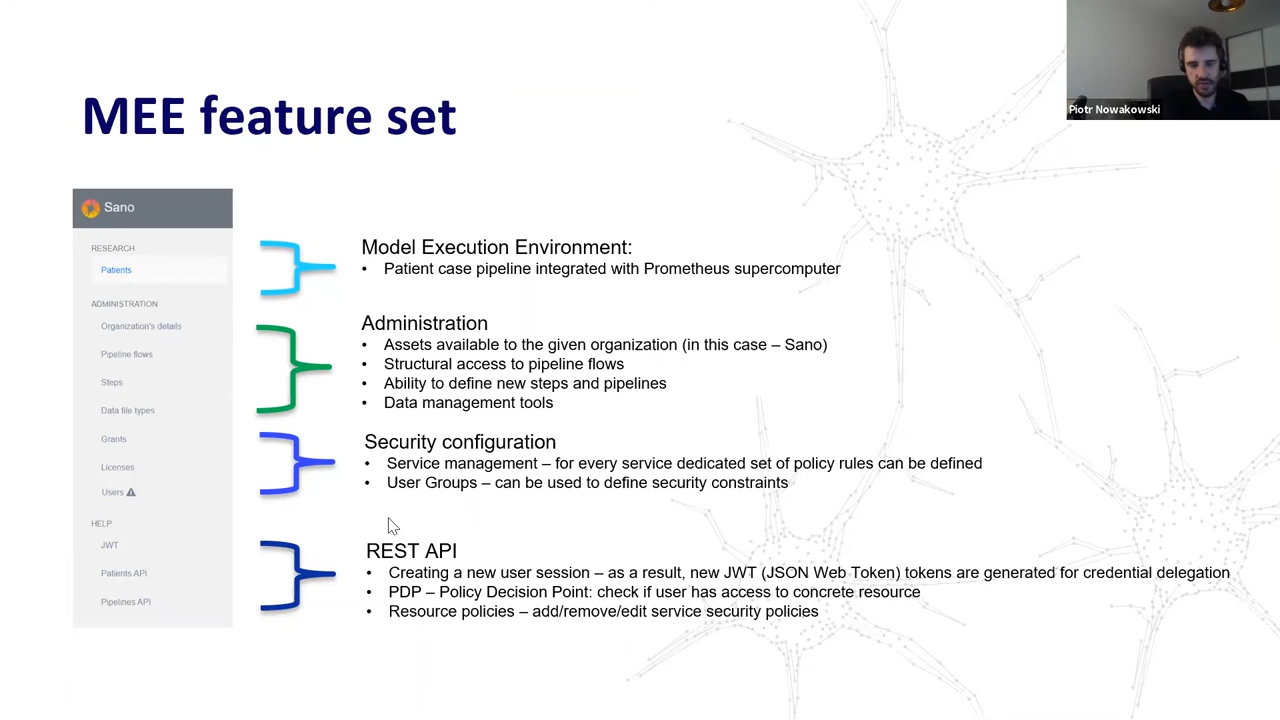 MEE feature set
Piotr Nowakowski
Sano
RESEARCH
Patients
ADMINISTRATION
Organization's details
Pipeline flows
Steps
Data file types
Grants
Licenses
Users
HELP
JWT
Patients API
Pipelines API
Model Execution Environment:
• Patient case pipeline integrated with Prometheus supercomputer
Administration
• Assets available to the given organization (in this case – Sano)
• Structural access to pipeline flows
• Ability to define new steps and pipelines
• Data management tools
Security configuration
• Service management – for every service dedicated set of policy rules can be defined
• User Groups – can be used to define security constraints
REST API
• Creating a new user session – as a result, new JWT (JSON Web Token) tokens are generated for credential delegation
• PDP – Policy Decision Point: check if user has access to concrete resource
• Resource policies – add/remove/edit service security policies